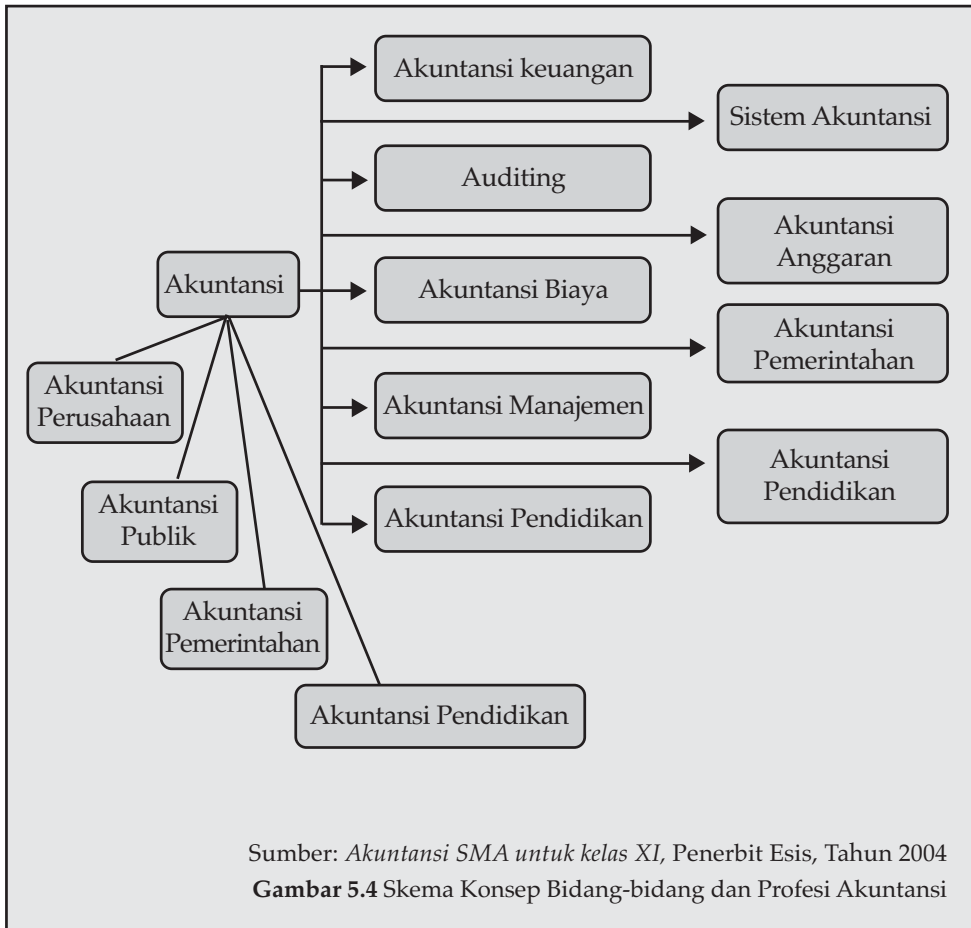 Akuntansi keuangan
Sistem Akuntansi
Auditing
Akuntansi
Anggaran
Akuntansi
Akuntansi Biaya
Akuntansi
Pemerintahan
Akuntansi
Perusahaan
Akuntansi Manajemen
Akuntansi
Pendidikan
Akuntansi
Publik
Akuntansi Pendidikan
Akuntansi
Pemerintahan
Akuntansi Pendidikan
Sumber: Akuntansi SMA untuk kelas XI, Penerbit Esis, Tahun 2004
Gambar 5.4 Skema Konsep Bidang-bidang dan Profesi Akuntansi